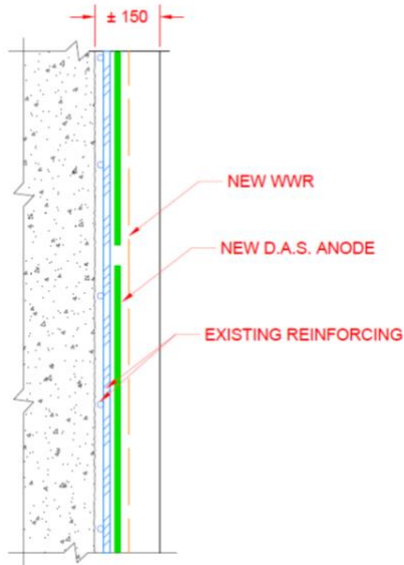 ± 150
NEW WWR
NEW D.A.S. ANODE
EXISTING REINFORCING